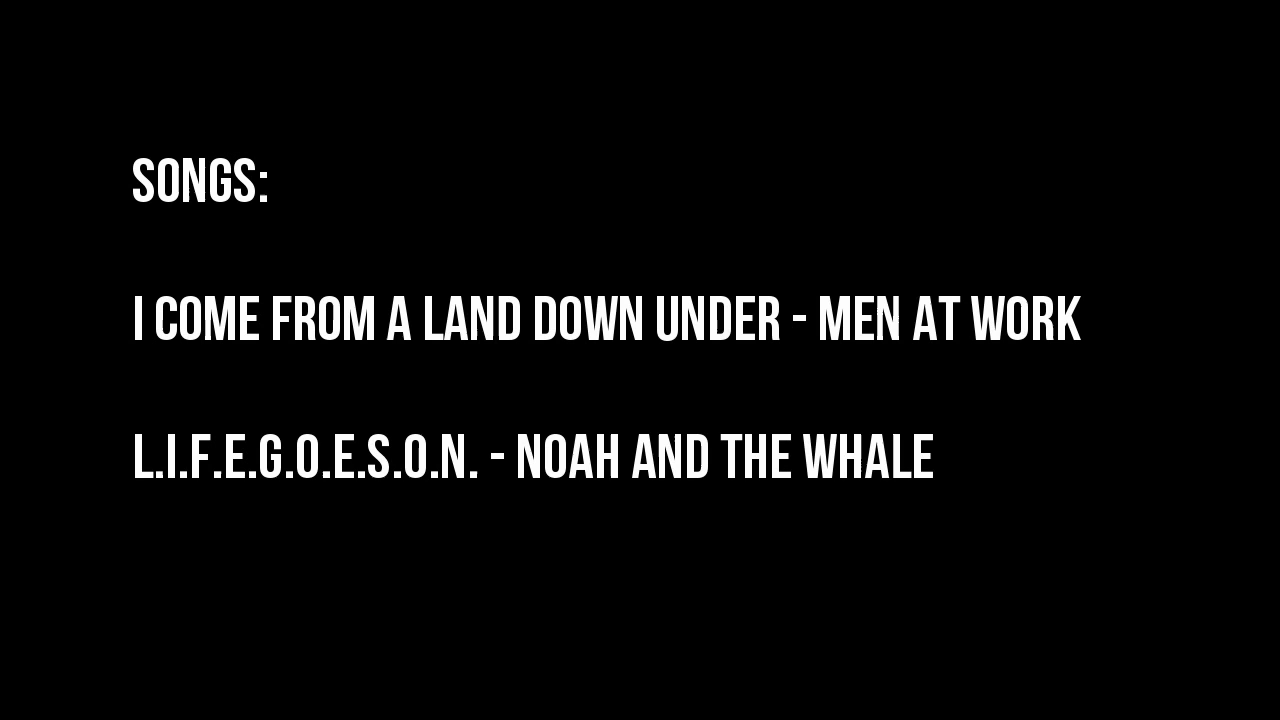 SONGS:
I COME FROM A LAND DOWN UNDER - MEN AT WORK
L.I.F.E.G.O.E.S.O.N. - NOAH AND THE WHALE